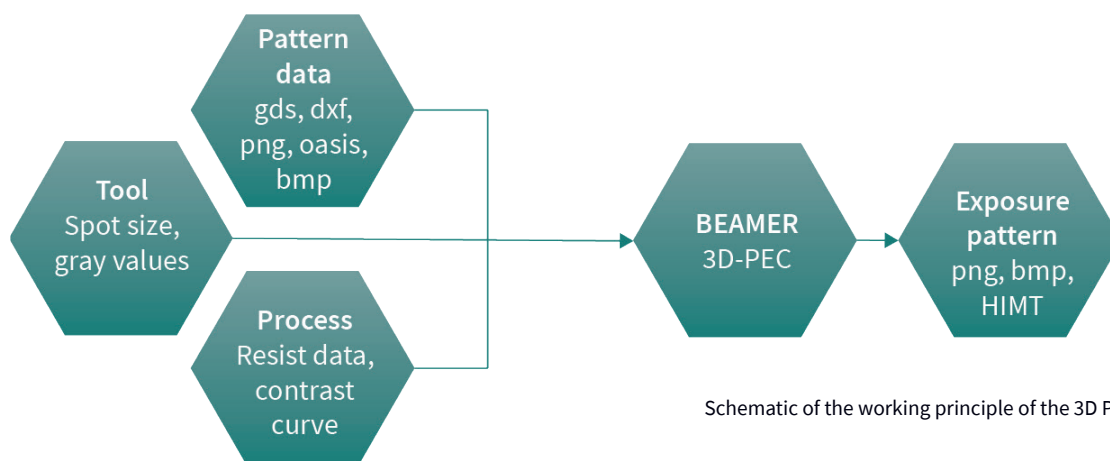 Pattern
data
gds, dxf,
png, oasis,
bmp
Tool
Spot size,
gray values
Process
Resist data,
contrast
curve
BEAMER
3D-PEC
Exposure
pattern
png, bmp,
HIMT
Schematic of the working principle of the 3D P